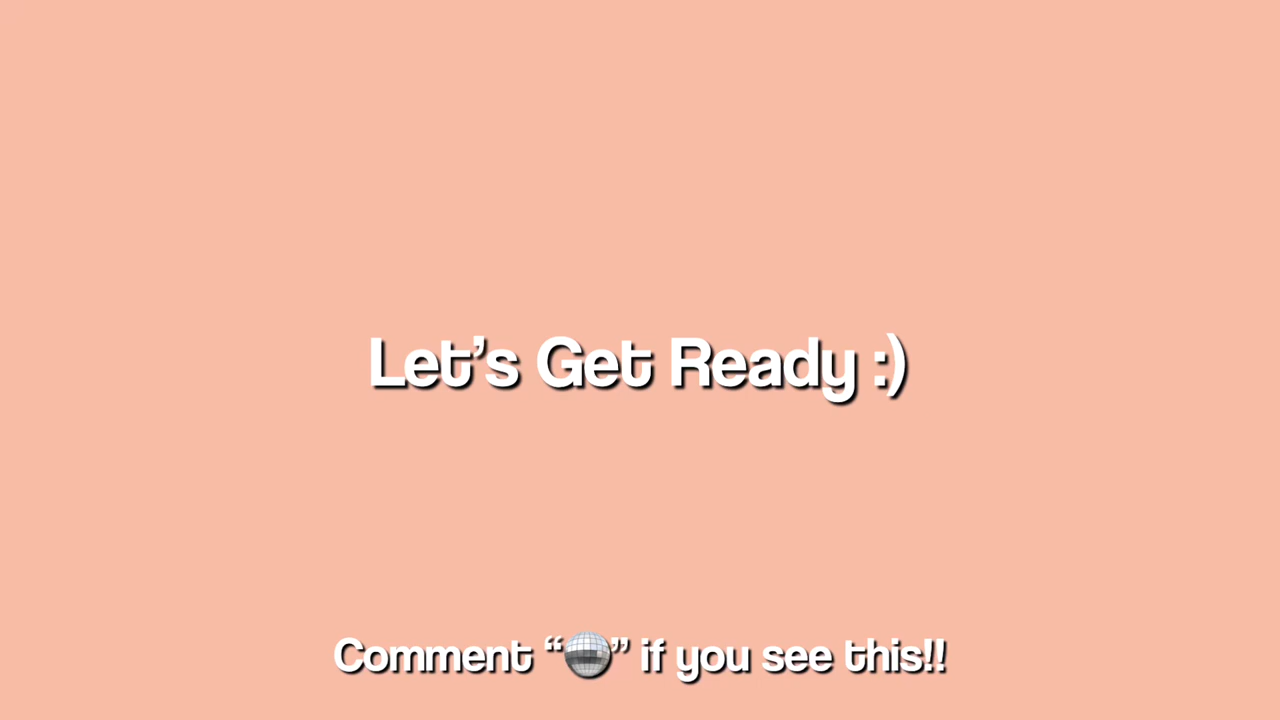 Let’s Get Ready :)
Comment “🪩” if you see this!!